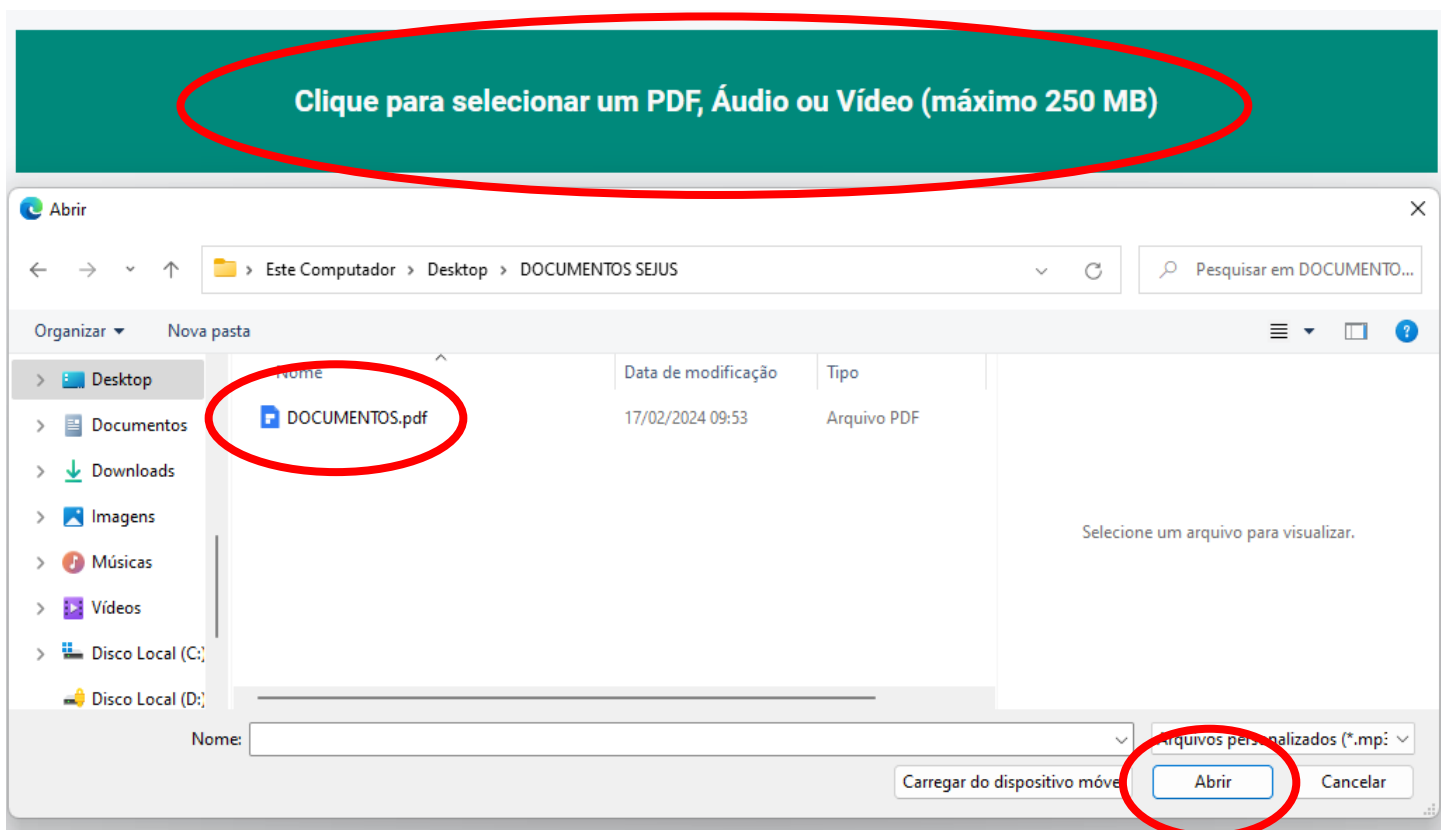 Clique para selecionar um PDF, Áudio ou Vídeo (máximo 250 MB)
Abrir
Este Computador > Desktop > DOCUMENTOS SEJUS
Pesquisar em DOCUMENTO...
Organizar
Nova pasta
Nome
Data de modificação
Tipo
DOCUMENTOS.pdf
17/02/2024 09:53
Arquivo PDF
Desktop
Documentos
Downloads
Imagens
Músicas
Vídeos
Disco Local (C:)
Disco Local (D:)
Selecione um arquivo para visualizar.
Nome:
Arquivos personalizados (*.mp3
Carregar do dispositivo móve
Abrir
Cancelar